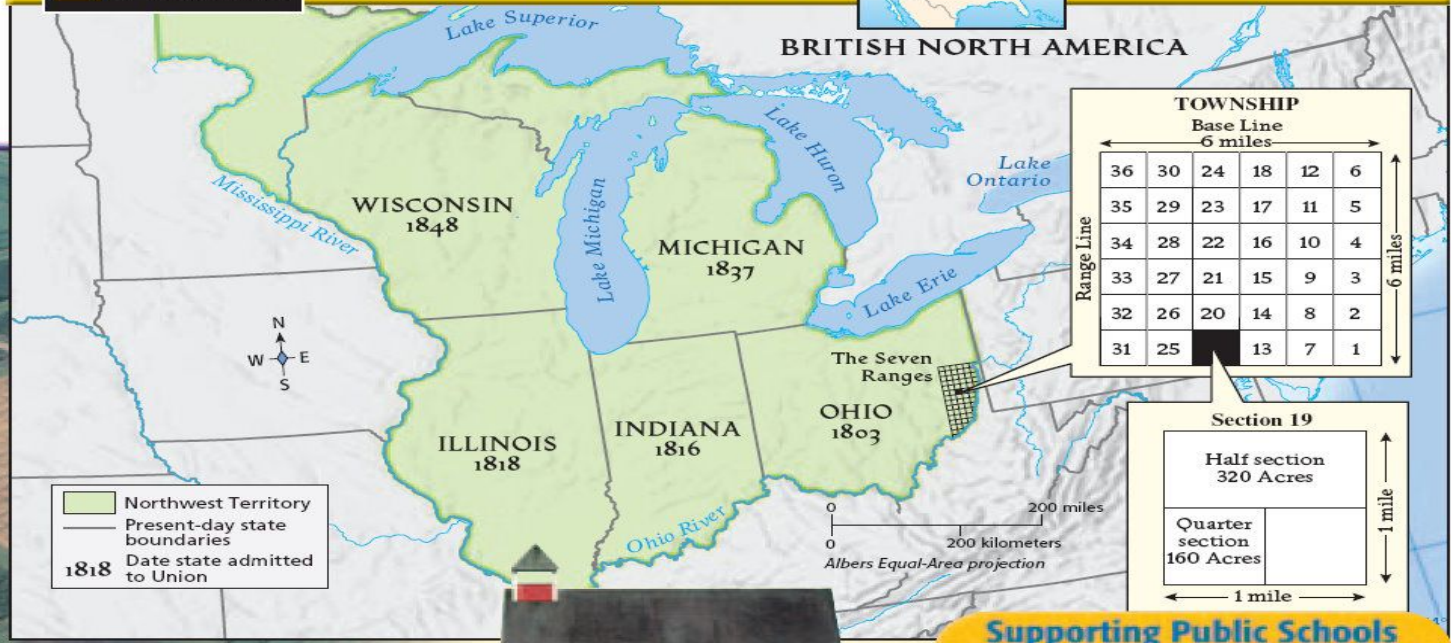 Lake Superior
BRITISH NORTH AMERICA
Mississippi River
WISCONSIN
1848
Lake Michigan
MICHIGAN
1837
Lake Huron
Lake
Ontario
Lake Erie
TOWNSHIP
Base Line
6 miles
Range Line
36 30 24 18 12 6
35 29 23 17 11 5
34 28 22 16 10 4
33 27 21 15 9 3
32 26 20 14 8 2
31 25 13 7 1
6 miles
N
W E
S
The Seven
Ranges
ILLINOIS
1818
INDIANA
1816
OHIO
1803
Ohio River
Section 19
Half section
320 Acres
Quarter
section
160 Acres
1 mile
1 mile
Northwest Territory
Present-day state
boundaries
1818 Date state admitted
to Union
0 200 miles
0 200 kilometers
Albers Equal-Area projection
Supporting Public Schools